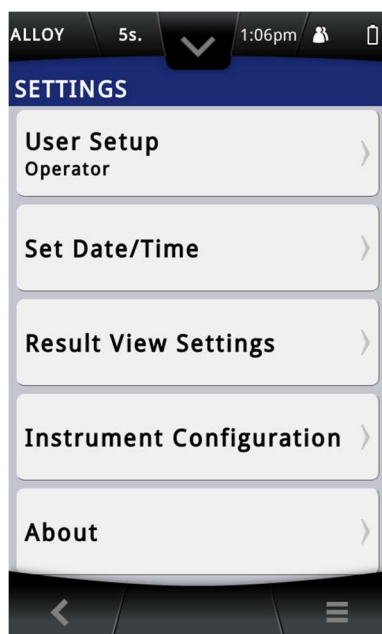 ALLOY 5s. 1:06pm
SETTINGS
User Setup
Operator
Set Date/Time
Result View Settings
Instrument Configuration
About